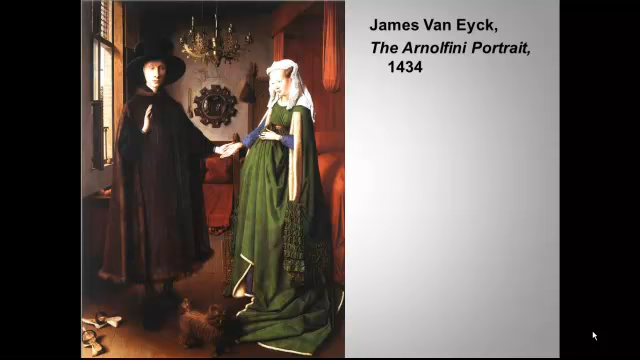 James Van Eyck,
The Arnolfini Portrait,
1434